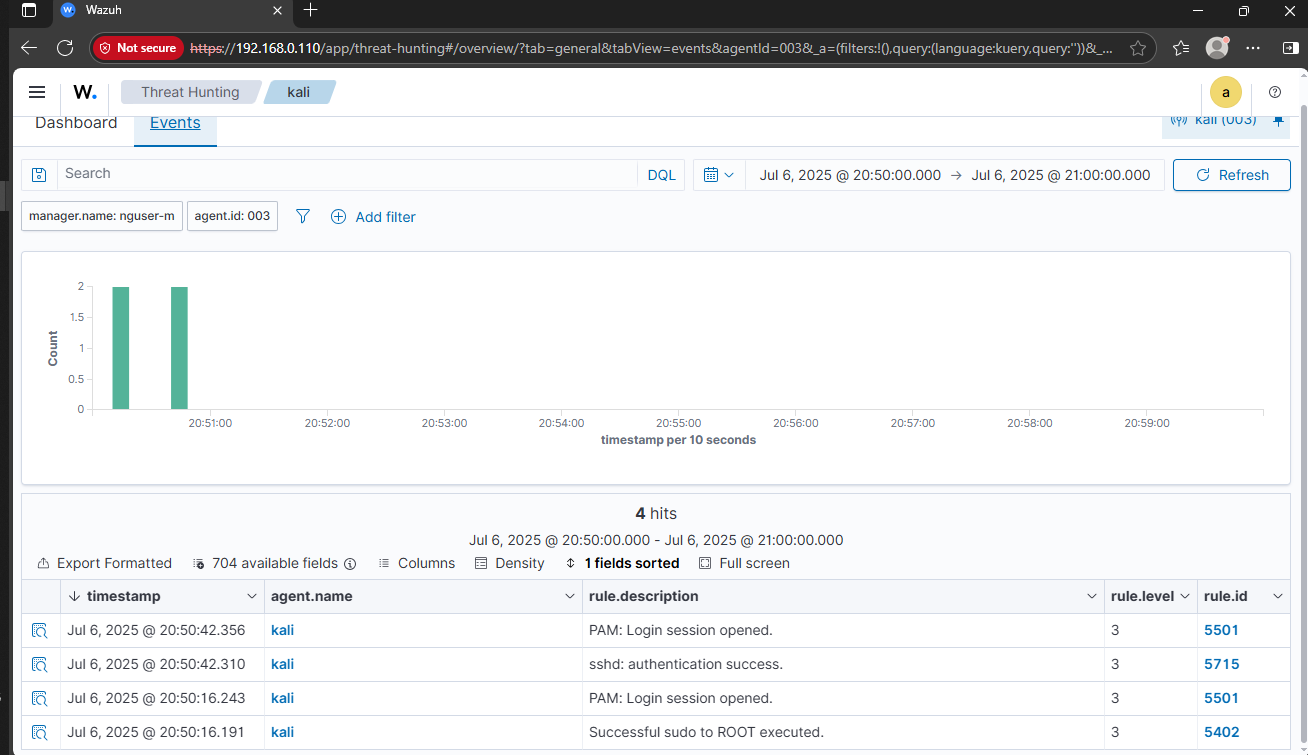 Wazuh
Not secure https://192.168.0.110/app/threat-hunting#/overview/?tab=general&tabView=events&agentId=003&_a=(filters:!(),query:(language:kuery,query:''))&_...
W. Threat Hunting kali a
Dashboard Events kali (003)
Search DQL Jul 6, 2025 @ 20:50:00.000 → Jul 6, 2025 @ 21:00:00.000 Refresh
manager.name: nguser-m agent.id: 003 Add filter
2
1.5
1
0.5
0
Count
20:51:00 20:52:00 20:53:00 20:54:00 20:55:00 20:56:00 20:57:00 20:58:00 20:59:00
timestamp per 10 seconds
4 hits
Jul 6, 2025 @ 20:50:00.000 - Jul 6, 2025 @ 21:00:00.000
Export Formatted 704 available fields Columns Density 1 fields sorted Full screen
timestamp agent.name rule.description rule.level rule.id
Jul 6, 2025 @ 20:50:42.356 kali PAM: Login session opened. 3 5501
Jul 6, 2025 @ 20:50:42.310 kali sshd: authentication success. 3 5715
Jul 6, 2025 @ 20:50:16.243 kali PAM: Login session opened. 3 5501
Jul 6, 2025 @ 20:50:16.191 kali Successful sudo to ROOT executed. 3 5402